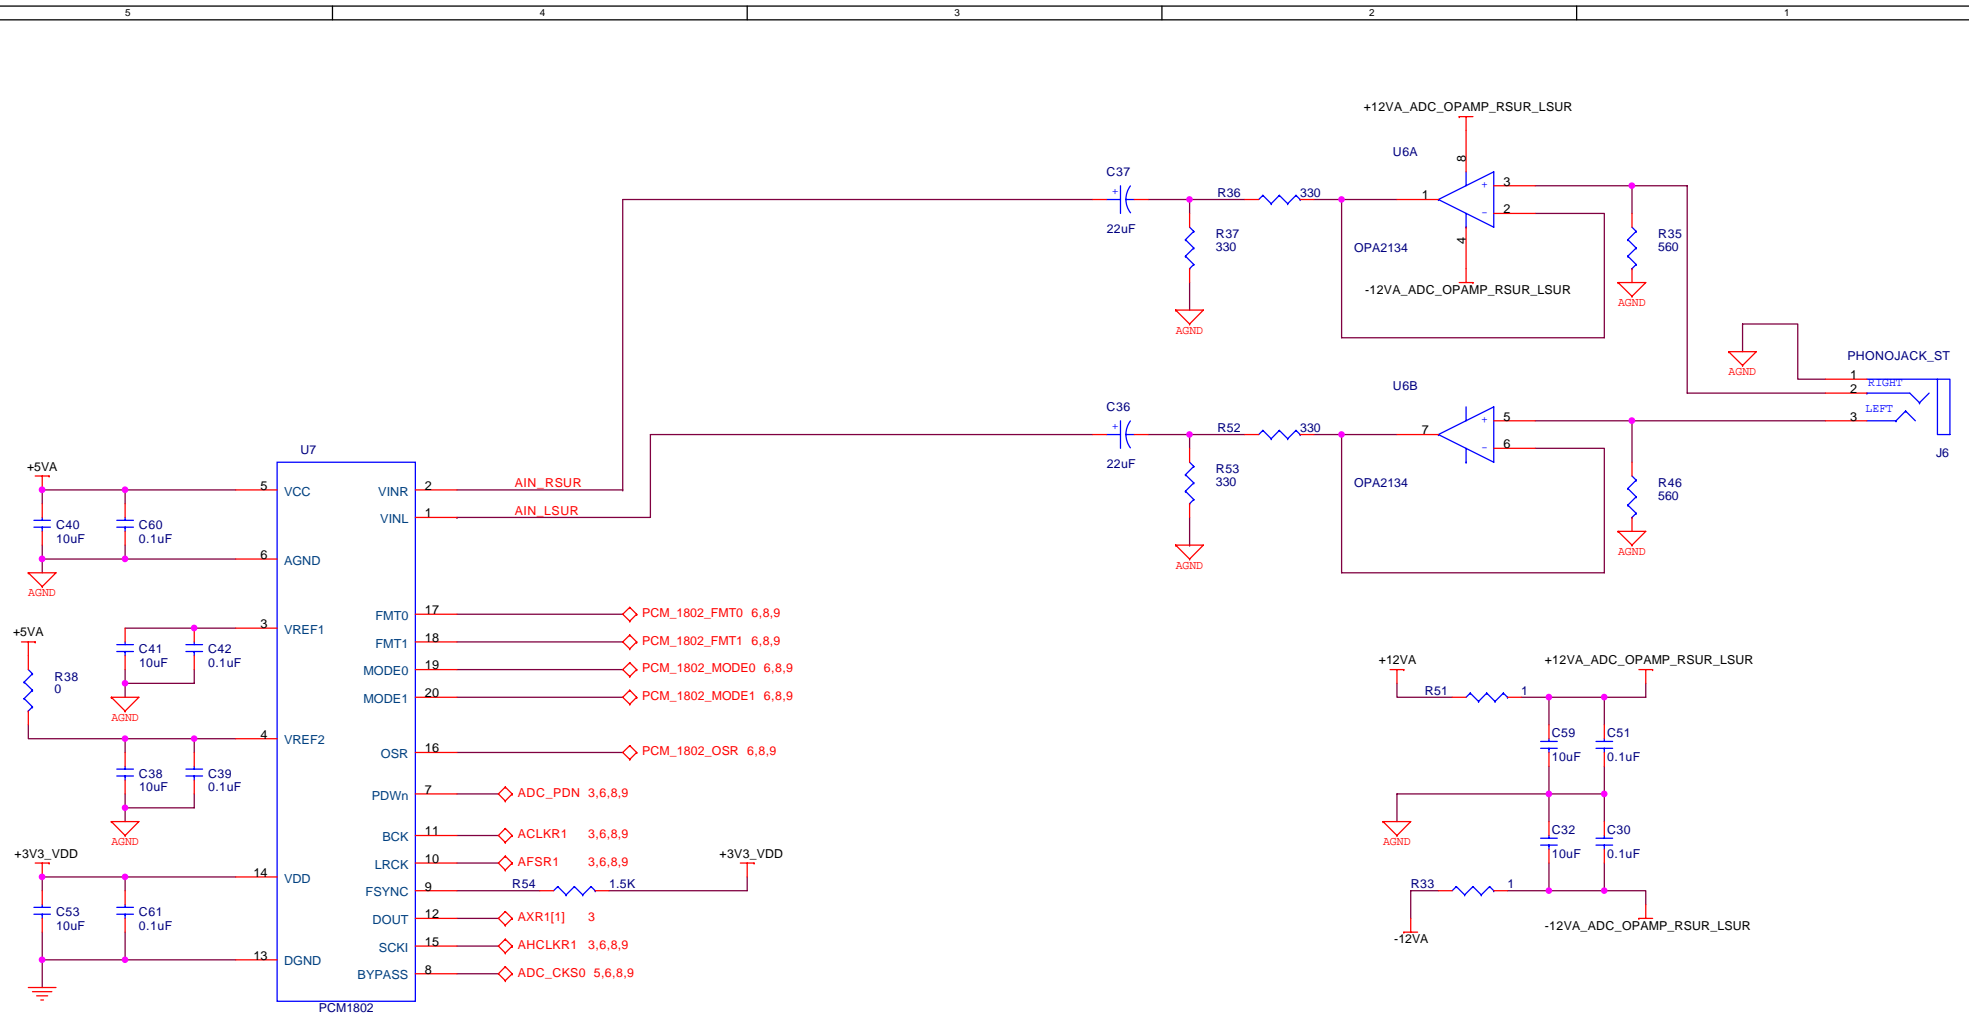 5 4 3 2 1
+12VA_ADC_OPAMP_RSUR_LSUR
U6A
8
C37
+
22uF
R36 330
R37
330
AGND
1
+ 3
- 2
4
OPA2134
-12VA_ADC_OPAMP_RSUR_LSUR
R35
560
AGND
AGND
PHONOJACK_ST
1
2 RIGHT
3 LEFT
J6
U6B
C36
+
22uF
R52 330
R53
330
AGND
7
+ 5
- 6
OPA2134
R46
560
AGND
U7
+5VA
C40
10uF
C60
0.1uF
AGND
5 VCC
6 AGND
VINR 2 AIN_RSUR
VINL 1 AIN_LSUR
3 VREF1
C41
10uF
C42
0.1uF
AGND
+5VA
R38
0
4 VREF2
C38
10uF
C39
0.1uF
AGND
+3V3_VDD
14 VDD
C53
10uF
C61
0.1uF
13 DGND
FMT0 17 PCM_1802_FMT0 6,8,9
FMT1 18 PCM_1802_FMT1 6,8,9
MODE0 19 PCM_1802_MODE0 6,8,9
MODE1 20 PCM_1802_MODE1 6,8,9
OSR 16 PCM_1802_OSR 6,8,9
PDWn 7 ADC_PDN 3,6,8,9
BCK 11 ACLKR1 3,6,8,9
LRCK 10 AFSR1 3,6,8,9
FSYNC 9 R54 1.5K
+3V3_VDD
DOUT 12 AXR1[1] 3
SCKI 15 AHCLKR1 3,6,8,9
BYPASS 8 ADC_CKS0 5,6,8,9
PCM1802
+12VA
+12VA_ADC_OPAMP_RSUR_LSUR
R51 1
C59
10uF
C51
0.1uF
AGND
C32
10uF
C30
0.1uF
R33 1
-12VA
-12VA_ADC_OPAMP_RSUR_LSUR